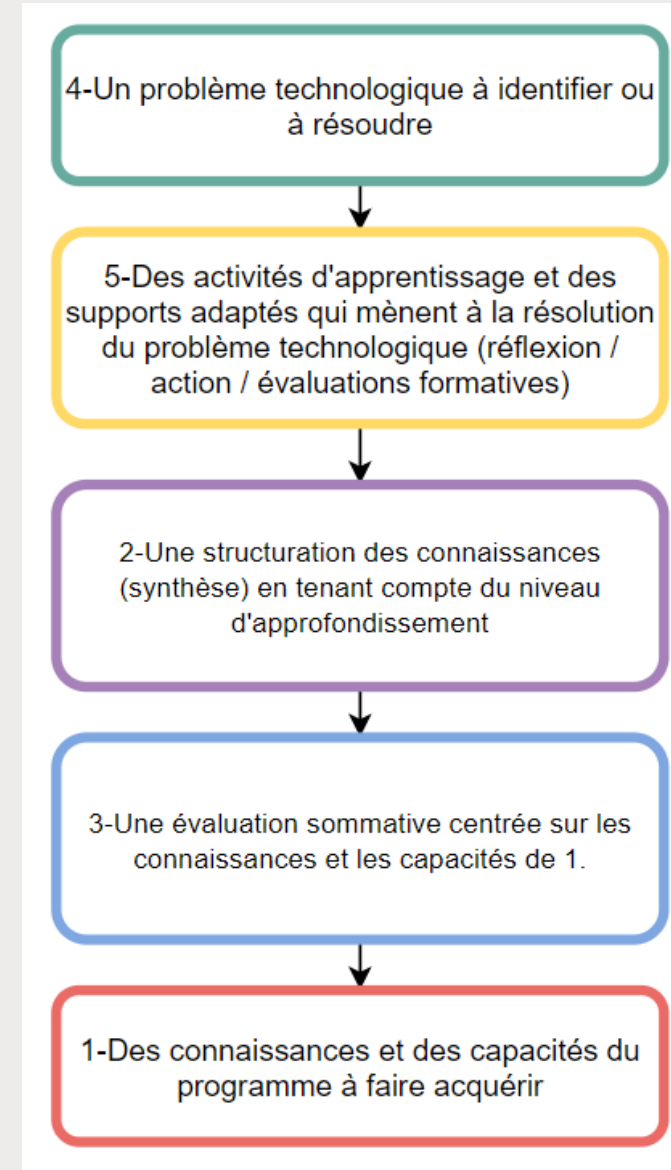 4-Un problème technologique à identifier ou
à résoudre
5-Des activités d'apprentissage et des
supports adaptés qui mènent à la résolution
du problème technologique (réflexion /
action / évaluations formatives)
2-Une structuration des connaissances
(synthèse) en tenant compte du niveau
d'approfondissement
3-Une évaluation sommative centrée sur les
connaissances et les capacités de 1.
1-Des connaissances et des capacités du
programme à faire acquérir